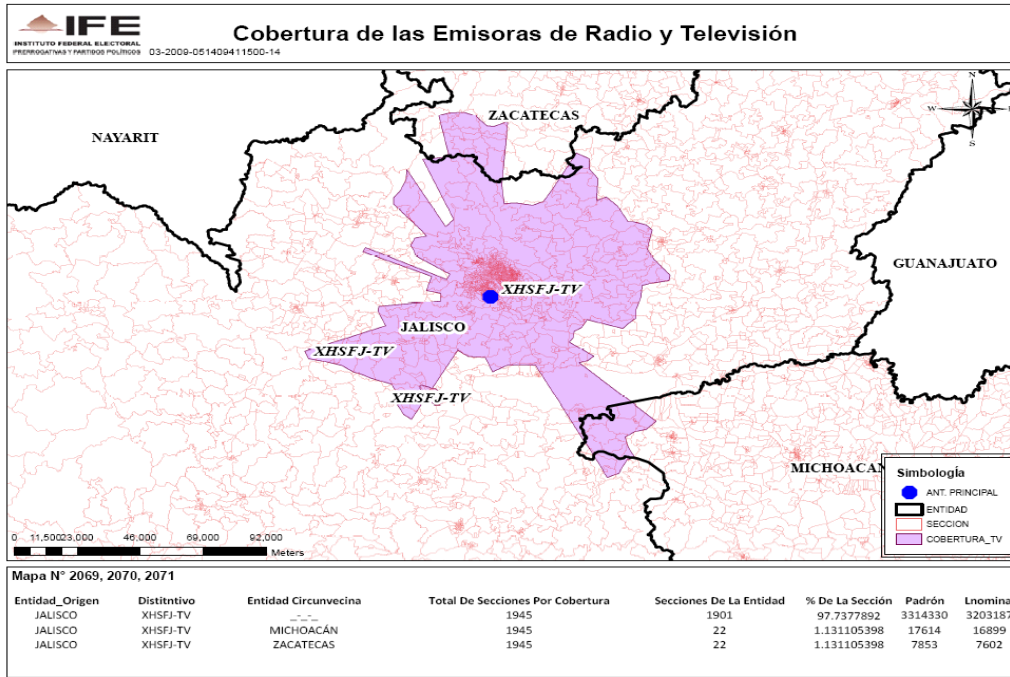 IFE
INSTITUTO FEDERAL ELECTORAL
PRERROGATIVAS Y PARTIDOS POLÍTICOS
03-2009-051409411500-14
Cobertura de las Emisoras de Radio y Televisión
N
W
S
ZACATECAS
NAYARIT
GUANAJUATO
XHSFJ-TV
JALISCO
XHSFJ-TV
XHSFJ-TV
MICHOACAN
Simbología
ANT. PRINCIPAL
ENTIDAD
SECCION
COBERTURA_TV
0 11,500 23,000 46,000 69,000 92,000
Meters
Mapa N° 2069, 2070, 2071
Entidad_Origen Distitntivo Entidad Circunvecina Total De Secciones Por Cobertura Secciones De La Entidad % De La Sección Padrón Lnominal
JALISCO XHSFJ-TV _-_-_ 1945 1901 97.7377892 3314330 3203187
JALISCO XHSFJ-TV MICHOACÁN 1945 22 1.131105398 17614 16899
JALISCO XHSFJ-TV ZACATECAS 1945 22 1.131105398 7853 7602